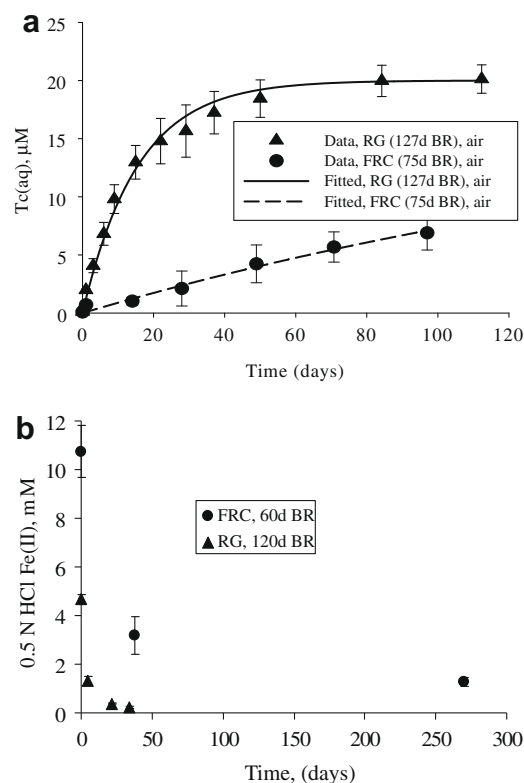 a
25
20
15
10
5
0
Tc(aq), µM
Data, RG (127d BR), air
Data, FRC (75d BR), air
Fitted, RG (127d BR), air
Fitted, FRC (75d BR), air
0 20 40 60 80 100 120
Time (days)
b
12
10
8
6
4
2
0
0.5 N HCl Fe(II), mM
FRC, 60d BR
RG, 120d BR
0 50 100 150 200 250 300
Time, (days)